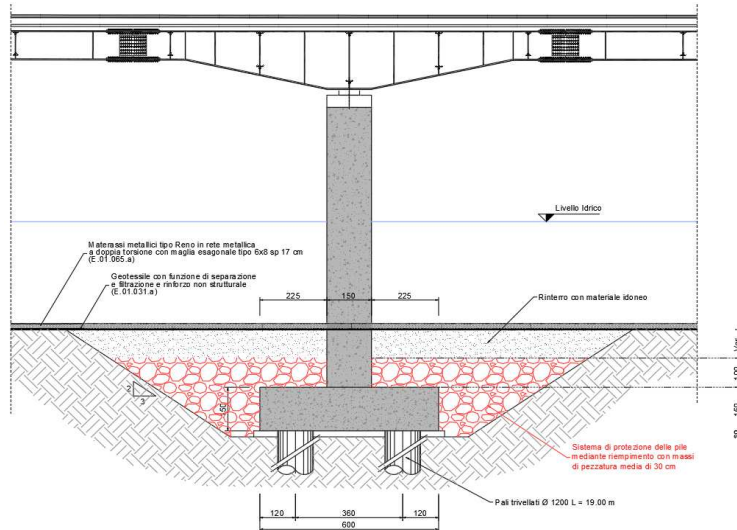 Livello Idrico
Materassi metallici tipo Reno in rete metallica
a doppia torsione con maglia esagonale tipo 6x8 sp 17 cm
(E.01.065.a)
Geotessile con funzione di separazione
e filtrazione e rinforzo non strutturale
(E.01.031.a)
225
150
225
Rinterro con materiale idoneo
2
3
150
100
150
Sistema di protezione delle pile
mediante riempimento con massi
di pezzatura media di 30 cm
Pali trivellati Ø 1200 L = 19.00 m
120
360
120
600